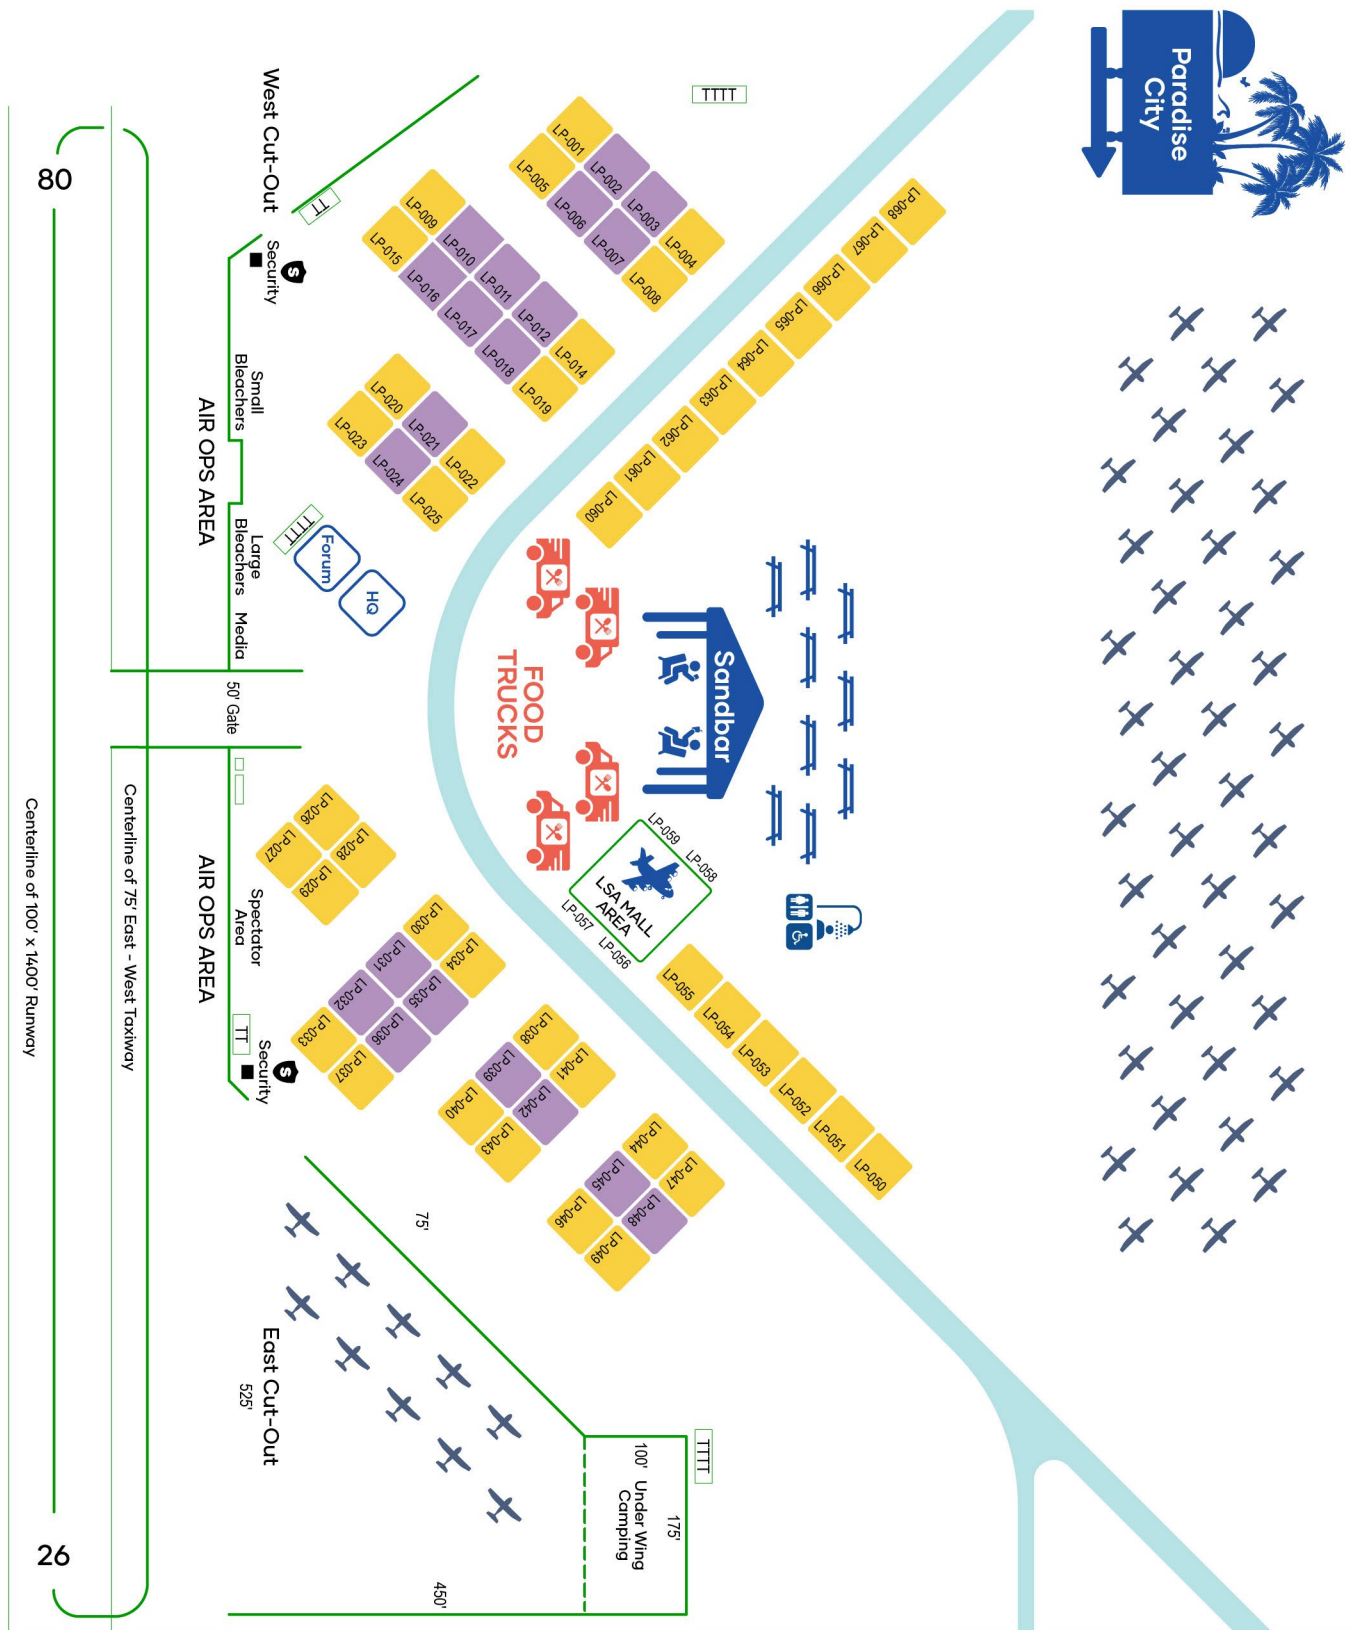 Paradise
City
TTTT
West Cut-Out
TT
Security
S
80
LP-001
LP-002
LP-003
LP-004
LP-005
LP-006
LP-007
LP-008
LP-009
LP-010
LP-011
LP-012
LP-014
LP-015
LP-016
LP-017
LP-018
LP-019
LP-020
LP-021
LP-022
LP-023
LP-024
LP-025
LP-068
LP-067
LP-066
LP-065
LP-064
LP-063
LP-062
LP-061
LP-060
Small
Bleachers
AIR OPS AREA
Large
Bleachers
Media
TTTT
Forum
HQ
50' Gate
FOOD
TRUCKS
Sandbar
LP-059
LP-058
LSA MALL
AREA
LP-057
LP-056
LP-055
LP-054
LP-053
LP-052
LP-051
LP-050
LP-026
LP-027
LP-028
LP-029
LP-030
LP-031
LP-032
LP-033
LP-034
LP-035
LP-036
LP-037
LP-038
LP-039
LP-040
LP-041
LP-042
LP-043
LP-044
LP-045
LP-046
LP-047
LP-048
LP-049
Spectator
Area
AIR OPS AREA
TT
Security
S
Centerline of 75' East - West Taxiway
Centerline of 100' x 1400' Runway
75'
East Cut-Out
525'
TTTT
100' Under Wing
Camping
175'
450'
26